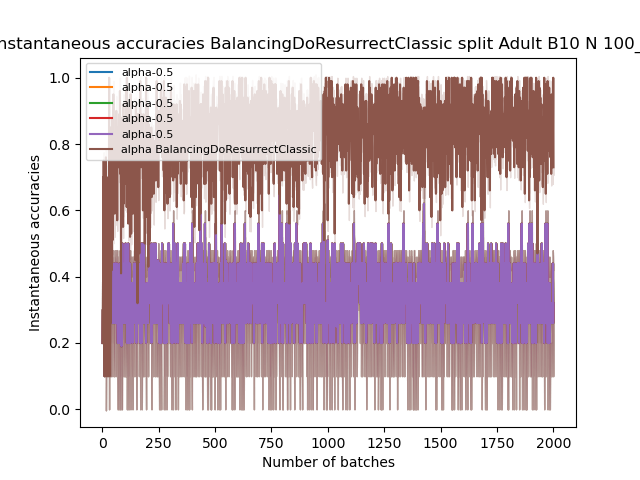 nstantaneous accuracies BalancingDoResurrectClassic split Adult B10 N 100_
alpha-0.5
alpha-0.5
alpha-0.5
alpha-0.5
alpha-0.5
alpha BalancingDoResurrectClassic
Instantaneous accuracies
1.0
0.8
0.6
0.4
0.2
0.0
0 250 500 750 1000 1250 1500 1750 2000
Number of batches